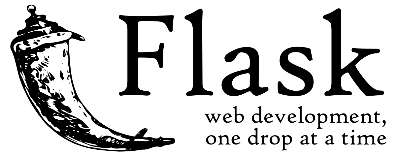 Flask
web development,
one drop at a time